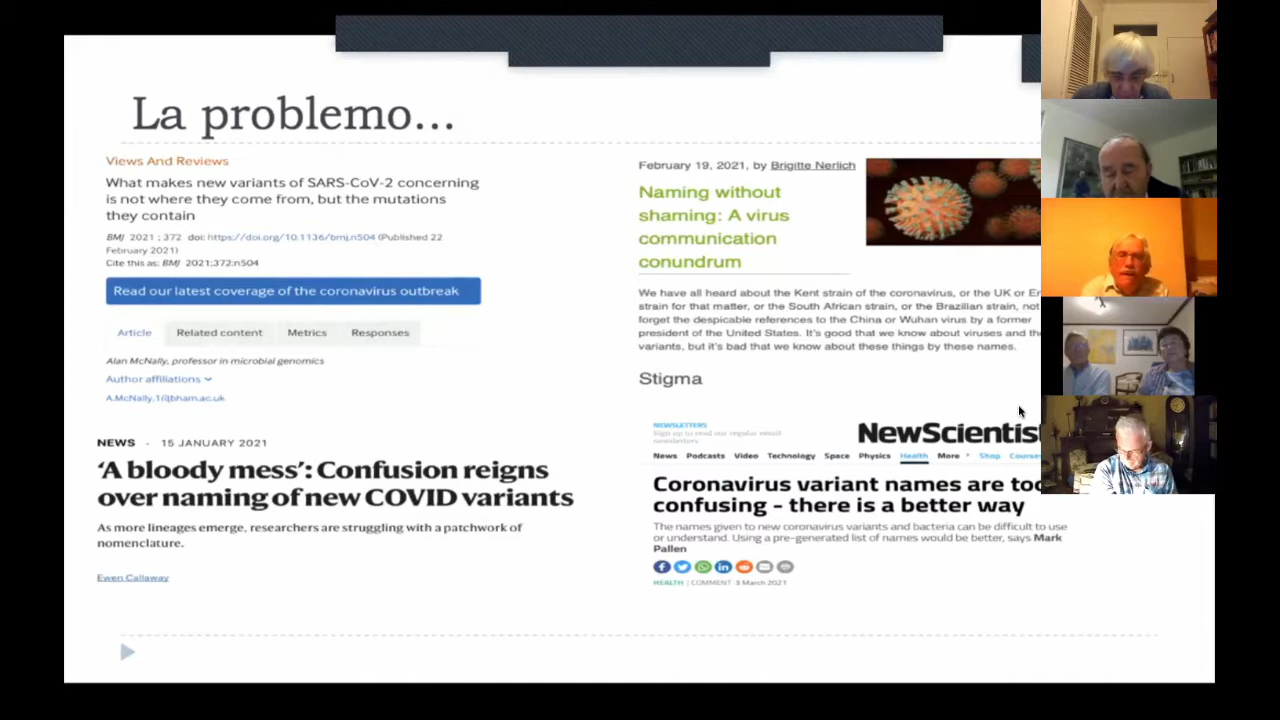 La problemo...
Views And Reviews
What makes new variants of SARS-CoV-2 concerning
is not where they come from, but the mutations
they contain
BMJ 2021 ; 372 doi: https://doi.org/10.1136/bmj.n504 (Published 22
February 2021)
Cite this as: BMJ 2021;372:n504
Read our latest coverage of the coronavirus outbreak
Article Related content Metrics Responses
Alan McNally, professor in microbial genomics
Author affiliations
A.McNally.1@bham.ac.uk
NEWS - 15 JANUARY 2021
‘A bloody mess’: Confusion reigns
over naming of new COVID variants
As more lineages emerge, researchers are struggling with a patchwork of
nomenclature.
Ewen Callaway
February 19, 2021, by Brigitte Nerlich
Naming without
shaming: A virus
communication
conundrum
We have all heard about the Kent strain of the coronavirus, or the UK or
strain for that matter, or the South African strain, or the Brazilian strain, not
forget the despicable references to the China or Wuhan virus by a former
president of the United States. It's good that we know about viruses and
variants, but it's bad that we know about these things by these names.
Stigma
NEWSLETTERS
Sign up to read our regular email
newsletters
NewScientist
News Podcasts Video Technology Space Physics Health More Shop Courses
Coronavirus variant names are too
confusing – there is a better way
The names given to new coronavirus variants and bacteria can be difficult to use
or understand. Using a pre-generated list of names would be better, says Mark
Pallen
HEALTH | COMMENT 3 March 2021